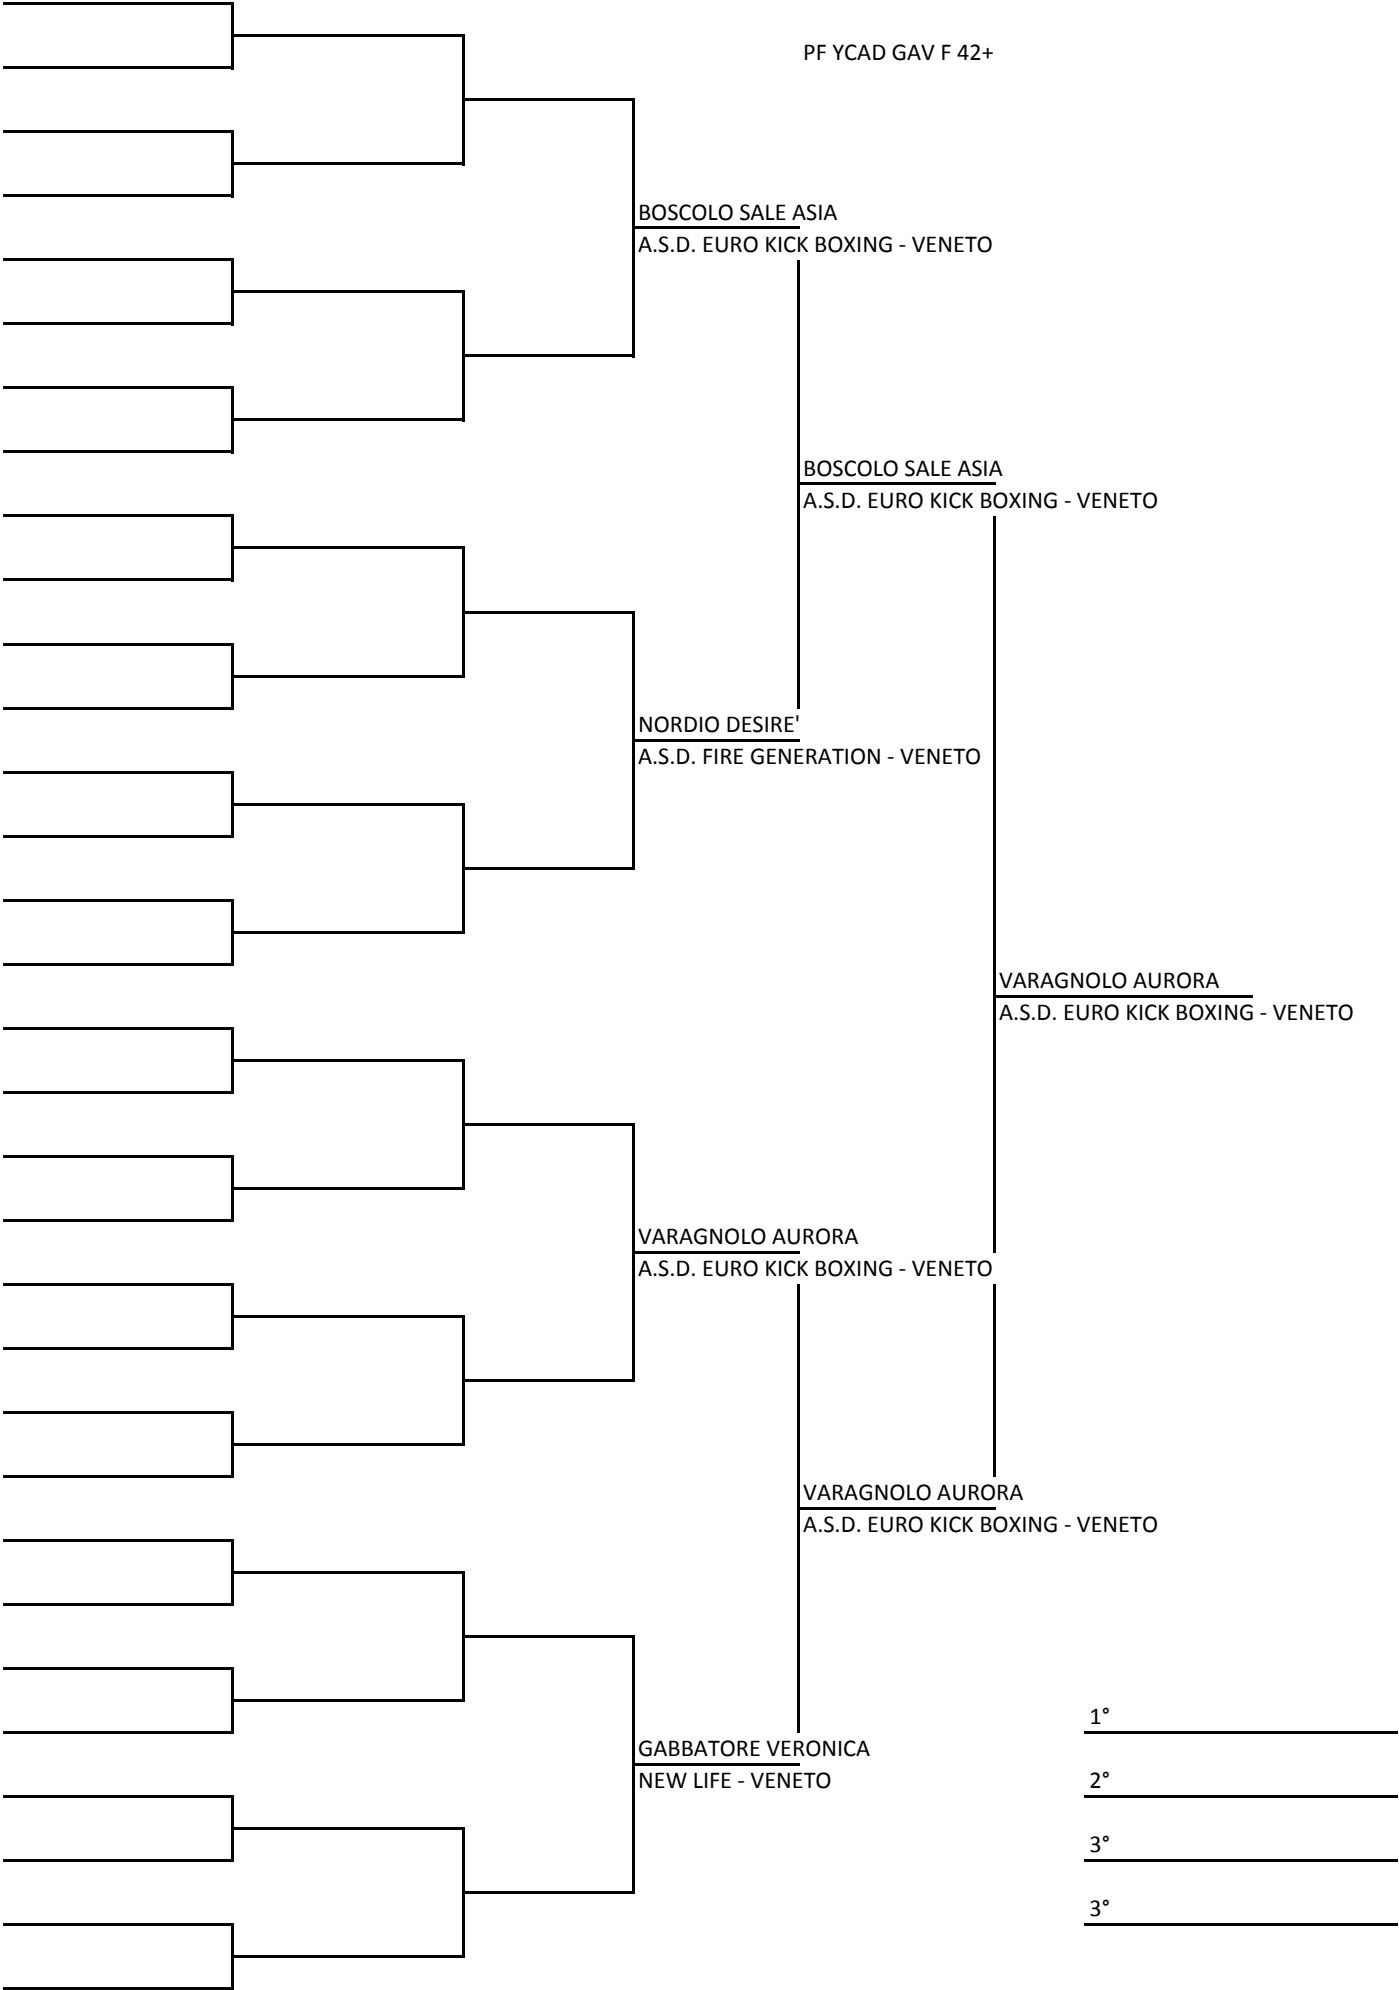 PF YCAD GAV F 42+
BOSCOLO SALE ASIA
A.S.D. EURO KICK BOXING - VENETO
BOSCOLO SALE ASIA
A.S.D. EURO KICK BOXING - VENETO
NORDIO DESIRE'
A.S.D. FIRE GENERATION - VENETO
VARAGNOLO AURORA
A.S.D. EURO KICK BOXING - VENETO
VARAGNOLO AURORA
A.S.D. EURO KICK BOXING - VENETO
VARAGNOLO AURORA
A.S.D. EURO KICK BOXING - VENETO
GABBATORE VERONICA
NEW LIFE - VENETO
1°
2°
3°
3°